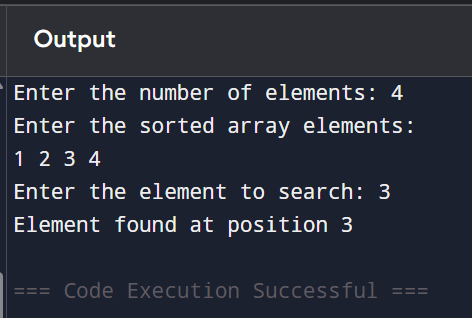 Output
Enter the number of elements: 4
Enter the sorted array elements:
1 2 3 4
Enter the element to search: 3
Element found at position 3
=== Code Execution Successful ===